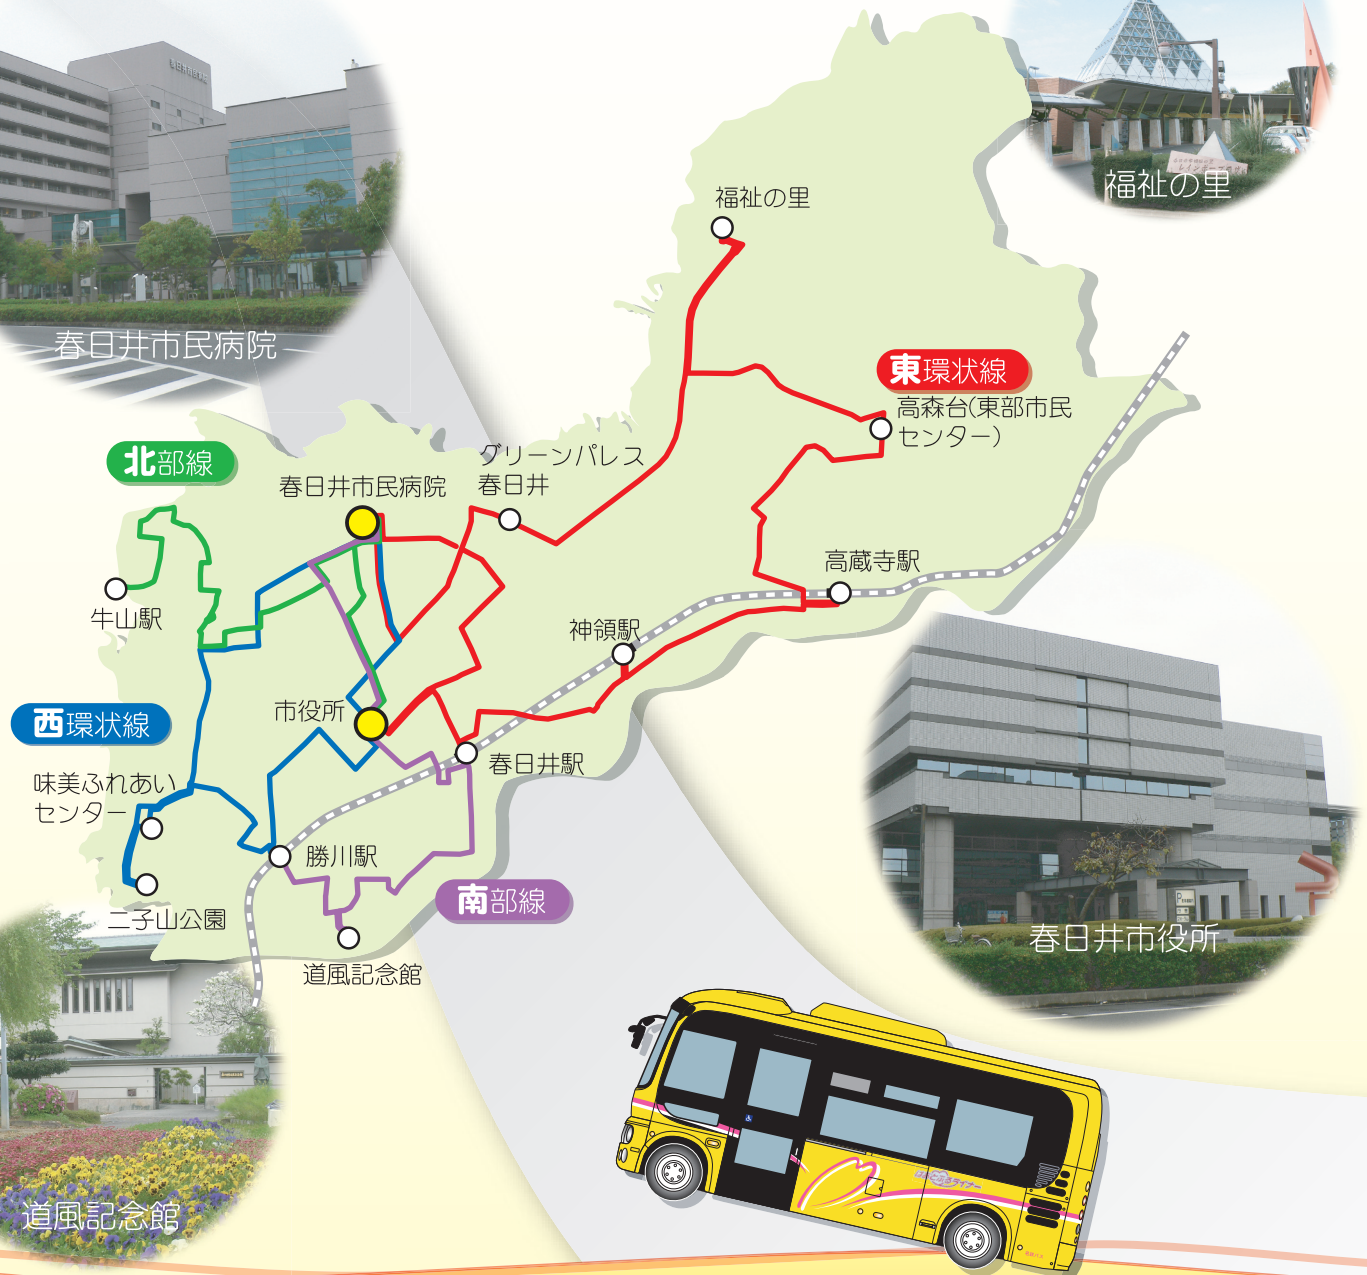 春日井市民病院
福祉の里
福祉の里
東環状線
高森台(東部市民
センター)
北部線
グリーンパレス
春日井
春日井市民病院
高蔵寺駅
牛山駅
神領駅
西環状線
市役所
春日井駅
味美ふれあい
センター
勝川駅
南部線
二子山公園
春日井市役所
道風記念館
道風記念館